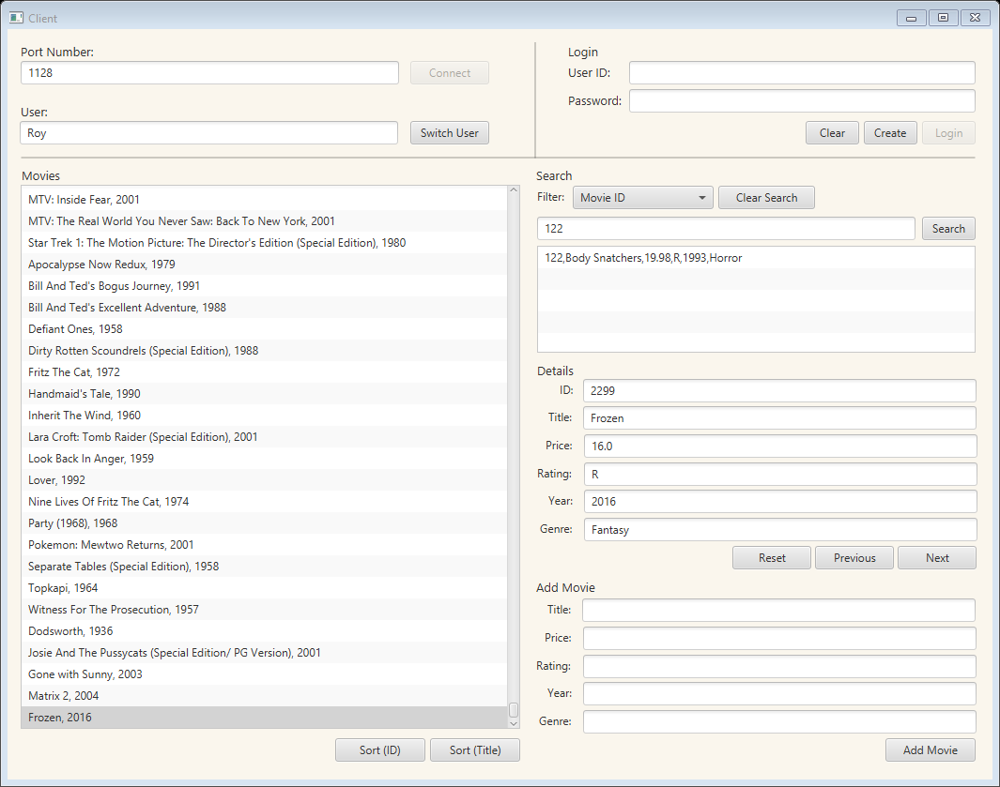 Client
Port Number:
1128
Connect
User:
Roy
Switch User
Login
User ID:
Password:
Clear
Create
Login
Movies
MTV: Inside Fear, 2001
MTV: The Real World You Never Saw: Back To New York, 2001
Star Trek 1: The Motion Picture: The Director's Edition (Special Edition), 1980
Apocalypse Now Redux, 1979
Bill And Ted's Bogus Journey, 1991
Bill And Ted's Excellent Adventure, 1988
Defiant Ones, 1958
Dirty Rotten Scoundrels (Special Edition), 1988
Fritz The Cat, 1972
Handmaid's Tale, 1990
Inherit The Wind, 1960
Lara Croft: Tomb Raider (Special Edition), 2001
Look Back In Anger, 1959
Lover, 1992
Nine Lives Of Fritz The Cat, 1974
Party (1968), 1968
Pokemon: Mewtwo Returns, 2001
Separate Tables (Special Edition), 1958
Topkapi, 1964
Witness For The Prosecution, 1957
Dodsworth, 1936
Josie And The Pussycats (Special Edition/ PG Version), 2001
Gone with Sunny, 2003
Matrix 2, 2004
Frozen, 2016
Sort (ID)
Sort (Title)
Search
Filter:
Movie ID
Clear Search
122
Search
122,Body Snatchers,19.98,R,1993,Horror
Details
ID:
2299
Title:
Frozen
Price:
16.0
Rating:
R
Year:
2016
Genre:
Fantasy
Reset
Previous
Next
Add Movie
Title:
Price:
Rating:
Year:
Genre:
Add Movie